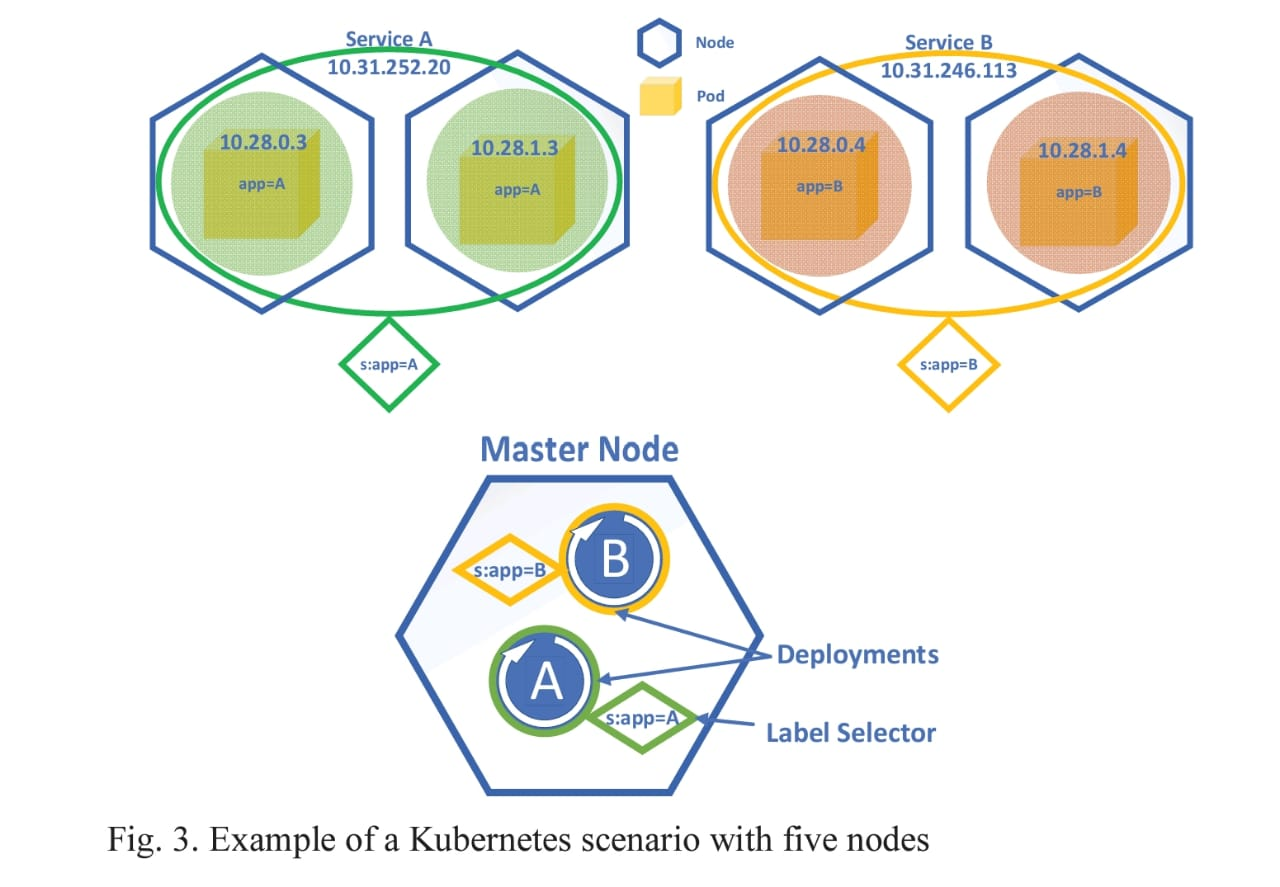 Service A
10.31.252.20
Node
Pod
Service B
10.31.246.113
10.28.0.3
app=A
10.28.1.3
app=A
10.28.0.4
app=B
10.28.1.4
app=B
s:app=A
s:app=B
Master Node
s:app=B
B
A
s:app=A
Deployments
Label Selector
Fig. 3. Example of a Kubernetes scenario with five nodes